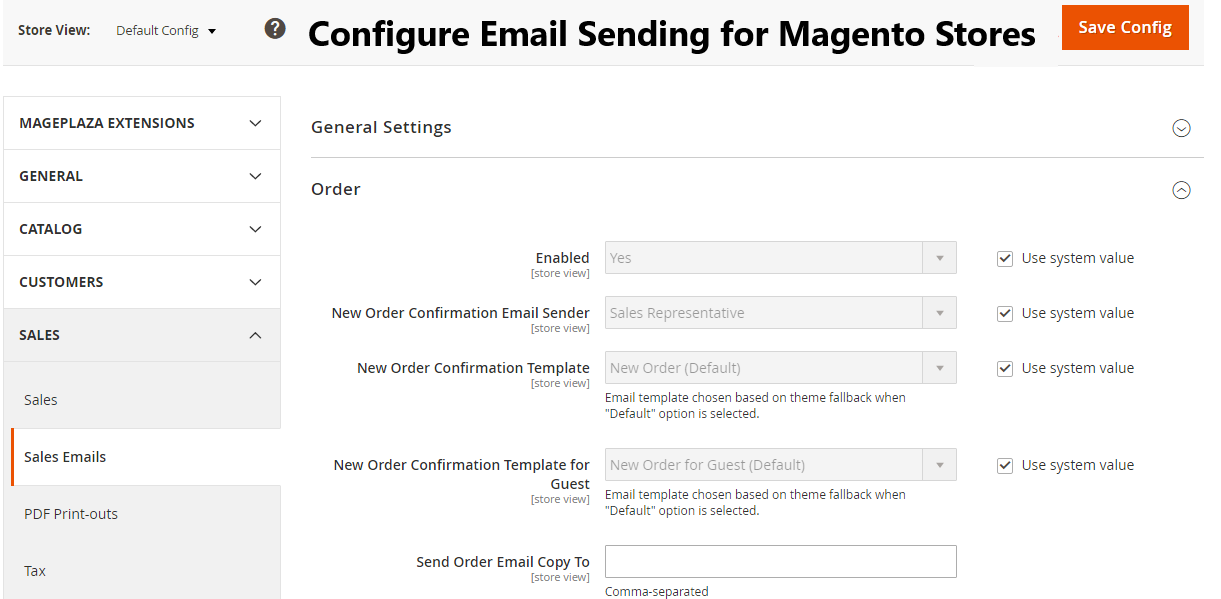 Store View: Default Config
Configure Email Sending for Magento Stores
Save Config
MAGEPLAZA EXTENSIONS
GENERAL
CATALOG
CUSTOMERS
SALES
Sales
Sales Emails
PDF Print-outs
Tax
General Settings
Order
Enabled
[store view]
Yes
Use system value
New Order Confirmation Email Sender
[store view]
Sales Representative
Use system value
New Order Confirmation Template
[store view]
New Order (Default)
Use system value
Email template chosen based on theme fallback when
"Default" option is selected.
New Order Confirmation Template for
Guest
[store view]
New Order for Guest (Default)
Use system value
Email template chosen based on theme fallback when
"Default" option is selected.
Send Order Email Copy To
[store view]
Comma-separated